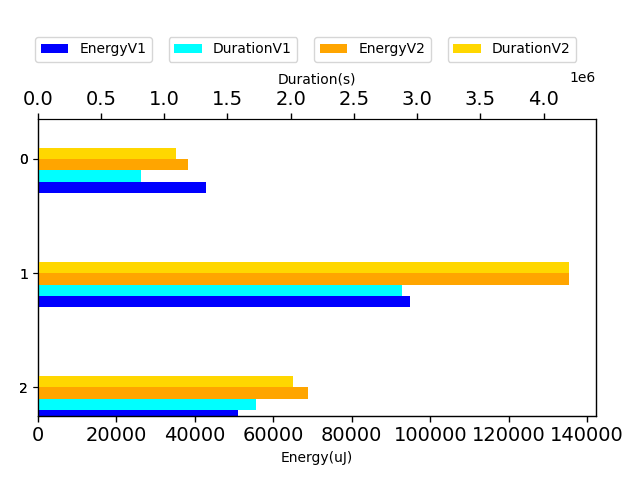 EnergyV1 DurationV1 EnergyV2 DurationV2
Duration(s)
1e6
0.0 0.5 1.0 1.5 2.0 2.5 3.0 3.5 4.0
0
1
2
0 20000 40000 60000 80000 100000 120000 140000
Energy(uJ)